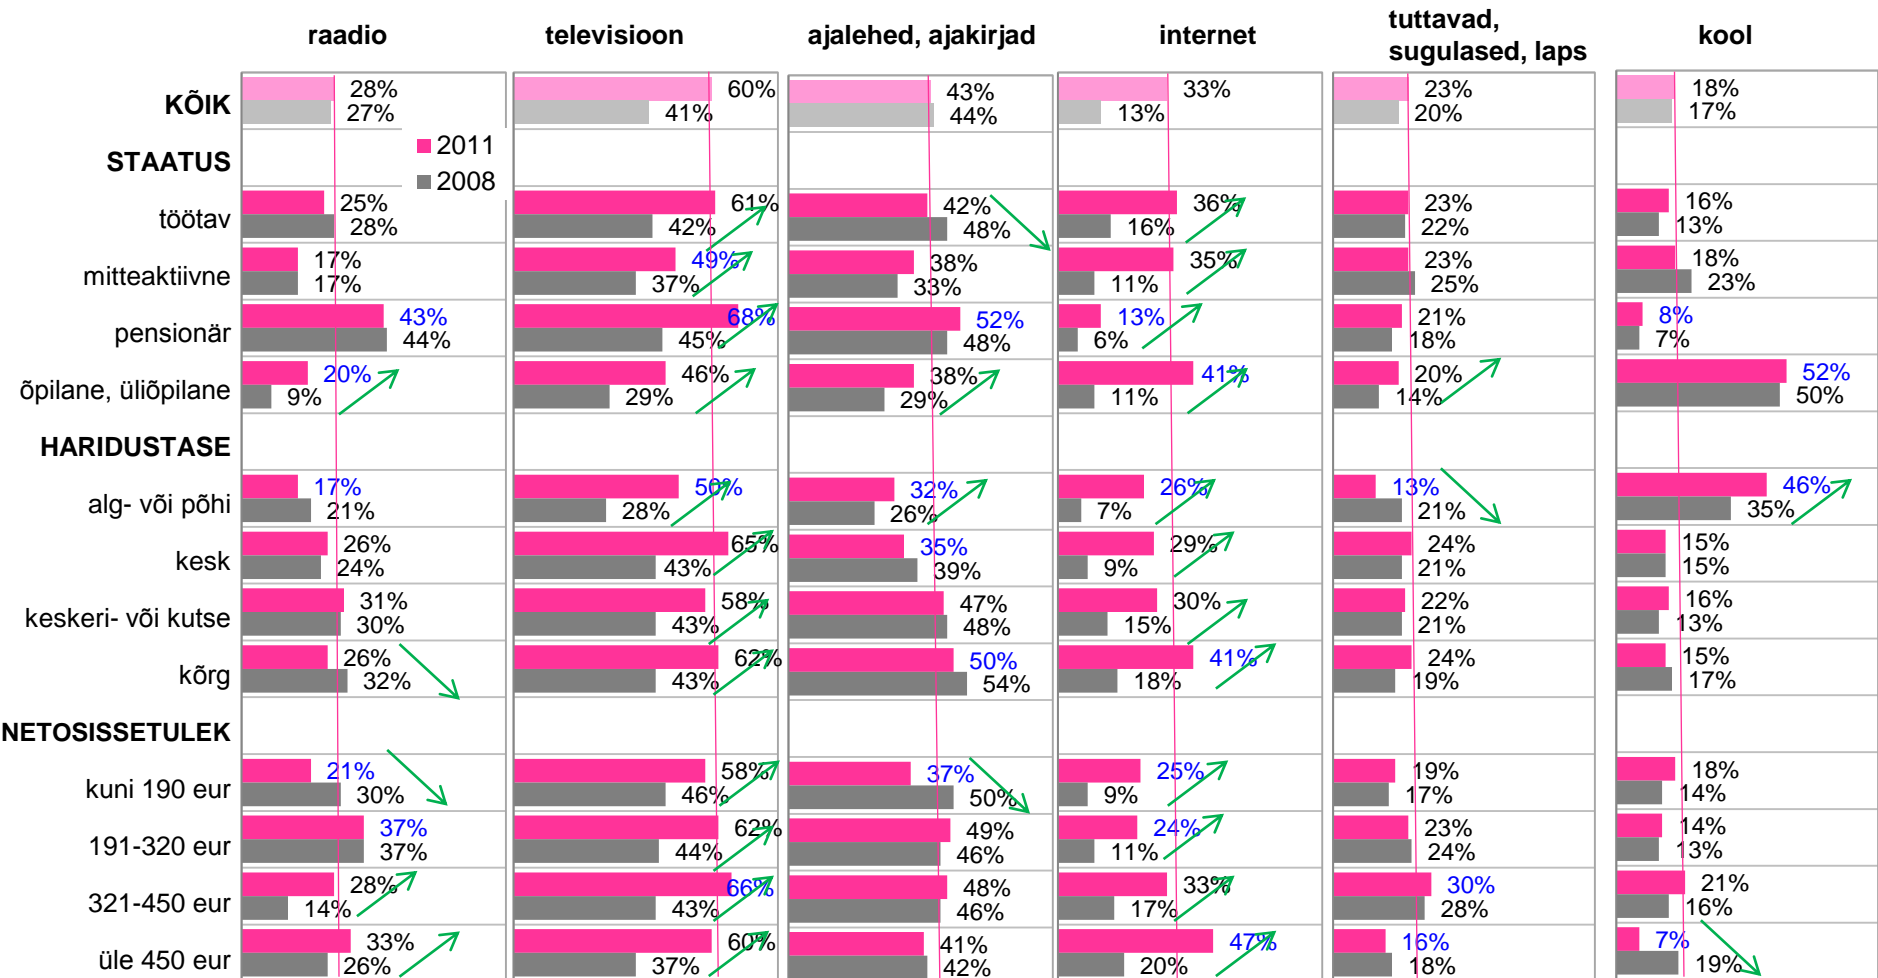 raadio televisioon ajalehed, ajakirjad internet tuttavad, sugulased, laps kool
KÕIK 28% 60% 43% 33% 23% 18%
27% 41% 44% 13% 20% 17%
2011
2008
STAATUS
töötav 25% 61% 42% 36% 23% 16%
28% 42% 48% 16% 22% 13%
mitteaktiivne 17% 49% 38% 35% 23% 18%
17% 37% 33% 11% 25% 23%
pensionär 43% 68% 52% 13% 21% 8%
44% 45% 48% 6% 18% 7%
õpilane, üliõpilane 20% 46% 38% 41% 20% 52%
9% 29% 29% 11% 14% 50%
HARIDUSTASE
alg- või põhi 17% 50% 32% 26% 13% 46%
21% 28% 26% 7% 21% 35%
kesk 26% 65% 35% 29% 24% 15%
24% 43% 39% 9% 21% 15%
keskeri- või kutse 31% 58% 47% 30% 22% 16%
30% 43% 48% 15% 21% 13%
kõrg 26% 62% 50% 41% 24% 15%
32% 43% 54% 18% 19% 17%
NETOSISSETULEK
kuni 190 eur 21% 58% 37% 25% 19% 18%
30% 46% 50% 9% 17% 14%
191-320 eur 37% 62% 49% 24% 23% 14%
37% 44% 46% 11% 24% 13%
321-450 eur 28% 66% 48% 33% 30% 21%
14% 43% 46% 17% 28% 16%
üle 450 eur 33% 60% 41% 47% 16% 7%
26% 37% 42% 20% 18% 19%